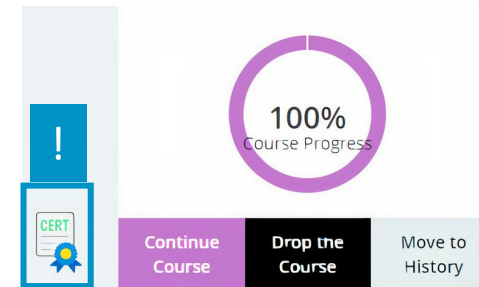 100%
Course Progress
!
CERT
Continue Course
Drop the Course
Move to History